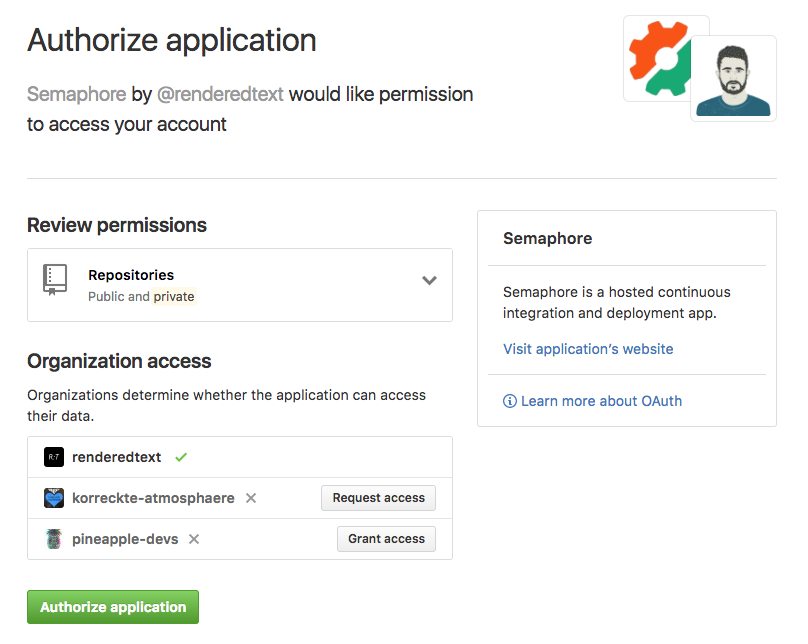 Authorize application
Semaphore by @renderedtext would like permission
to access your account
Review permissions
Repositories
Public and private
Organization access
Organizations determine whether the application can access
their data.
R:T renderedtext
korreckte-atmosphaere Request access
pineapple-devs Grant access
Authorize application
Semaphore
Semaphore is a hosted continuous
integration and deployment app.
Visit application’s website
Learn more about OAuth